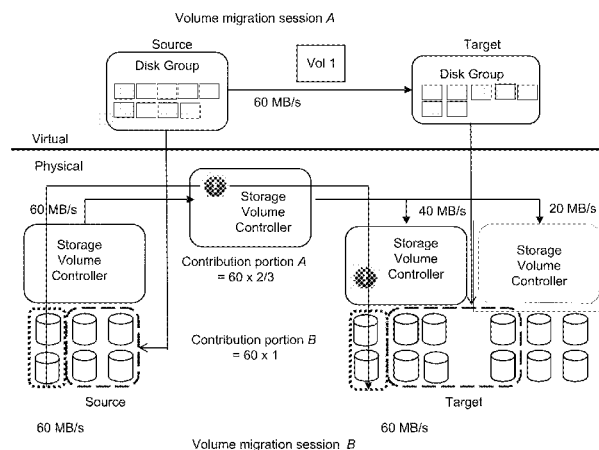 Volume migration session A
Source
Target
Disk Group
Vol 1
Disk Group
60 MB/s
Virtual
Physical
60 MB/s
Storage
Volume
Controller
40 MB/s
20 MB/s
Storage
Volume
Controller
Contribution portion A
= 60 x 2/3
Storage
Volume
Controller
Storage
Volume
Controller
Contribution portion B
= 60 x 1
Source
Target
60 MB/s
60 MB/s
Volume migration session B